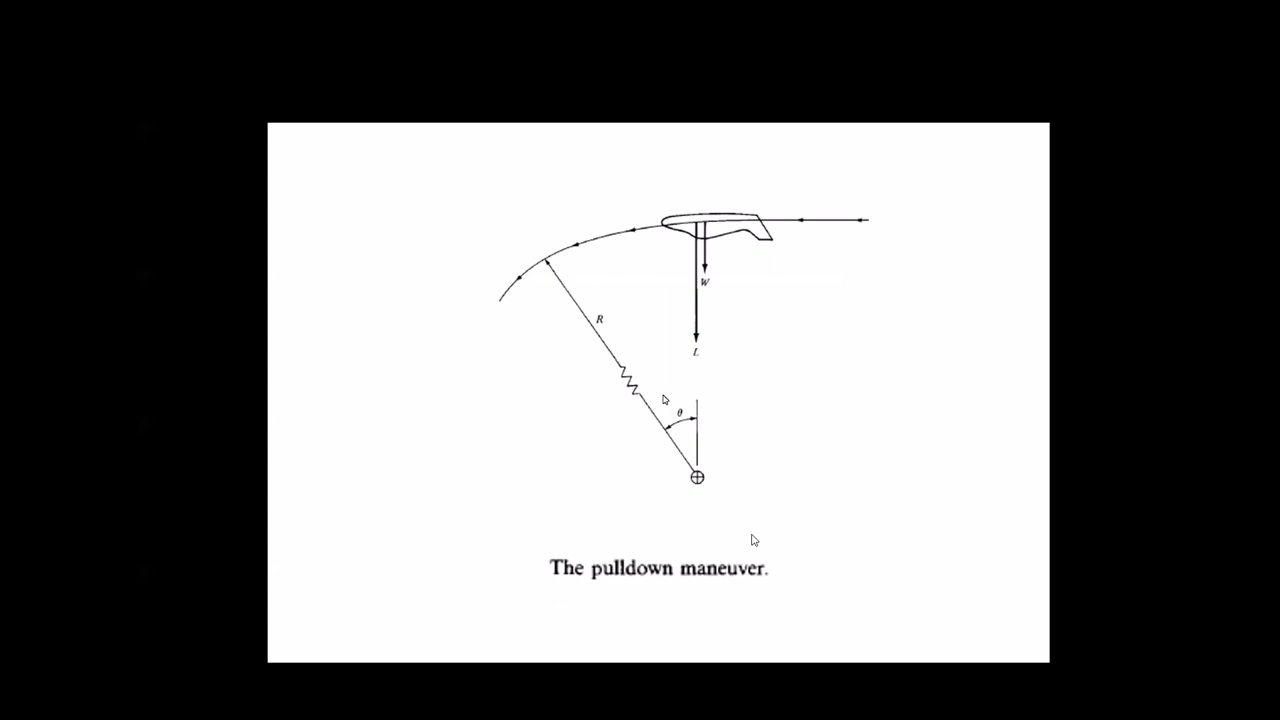 W
R
L
θ
The pulldown maneuver.